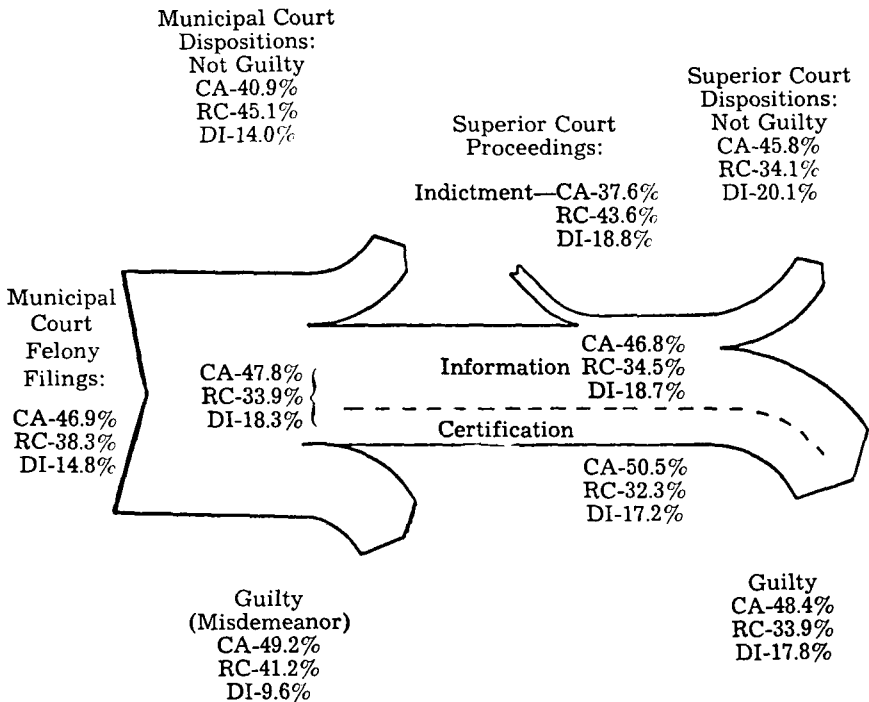 Municipal Court
Dispositions:
Not Guilty
CA-40.9%
RC-45.1%
DI-14.0%
Superior Court
Proceedings:
Indictment—CA-37.6%
RC-43.6%
DI-18.8%
Superior Court
Dispositions:
Not Guilty
CA-45.8%
RC-34.1%
DI-20.1%
Municipal
Court
Felony
Filings:
CA-46.9%
RC-38.3%
DI-14.8%
CA-47.8%
RC-33.9%
DI-18.3%
CA-46.8%
Information RC-34.5%
DI-18.7%
Certification
CA-50.5%
RC-32.3%
DI-17.2%
Guilty
(Misdemeanor)
CA-49.2%
RC-41.2%
DI-9.6%
Guilty
CA-48.4%
RC-33.9%
DI-17.8%